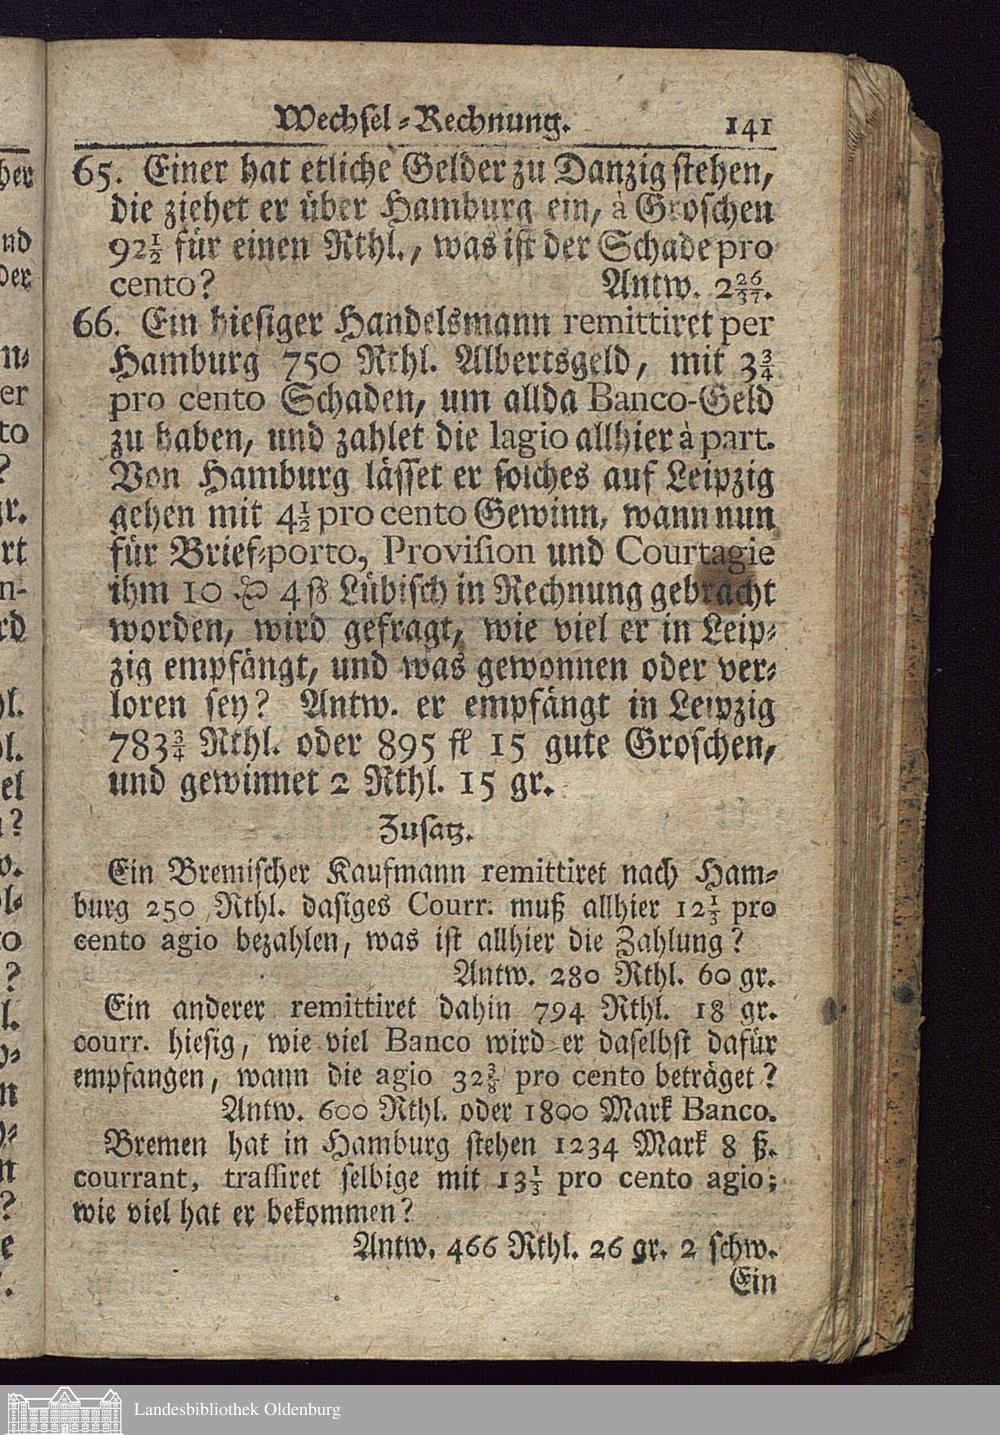 Wechsel-Rechnung. 141
65. Einer hat etliche Gelder zu Danzig stehen,
die ziehet er über Hamburg ein, à Groschen
92½ für einen Rthl., was ist der Schade pro
cento? Antw. 2 26/37.
66. Ein hiesiger Handelsmann remittiret per
Hamburg 750 Rthl. Albertsgeld, mit 3¾
pro cento Schaden, um allda Banco-Geld
zu haben, und zahlet die lagio allhier à part.
Von Hamburg lässet er solches auf Leipzig
gehen mit 4½ pro cento Gewinn, wann nun
für Brief-porto, Provision und Courtagie
ihm 10 ℳ 4 ß Lübisch in Rechnung gebracht
worden, wird gefragt, wie viel er in Leip-
zig empfängt, und was gewonnen oder ver-
loren sey? Antw. er empfängt in Leipzig
783¾ Rthl. oder 895 fl 15 gute Groschen,
und gewinnet 2 Rthl. 15 gr.
Zusatz.
Ein Bremischer Kaufmann remittiret nach Ham-
burg 250 Rthl. dasiges Courr. muß allhier 12⅓ pro
cento agio bezahlen, was ist allhier die Zahlung?
Antw. 280 Rthl. 60 gr.
Ein anderer remittiret dahin 794 Rthl. 18 gr.
courr. hiesig, wie viel Banco wird er daselbst dafür
empfangen, wann die agio 32⅜ pro cento beträget?
Antw. 600 Rthl. oder 1800 Mark Banco.
Bremen hat in Hamburg stehen 1234 Mark 8 ß.
courrant, trassiret selbige mit 13⅓ pro cento agio;
wie viel hat er bekommen?
Antw. 466 Rthl. 26 gr. 2 schw.
Ein
Landesbibliothek Oldenburg